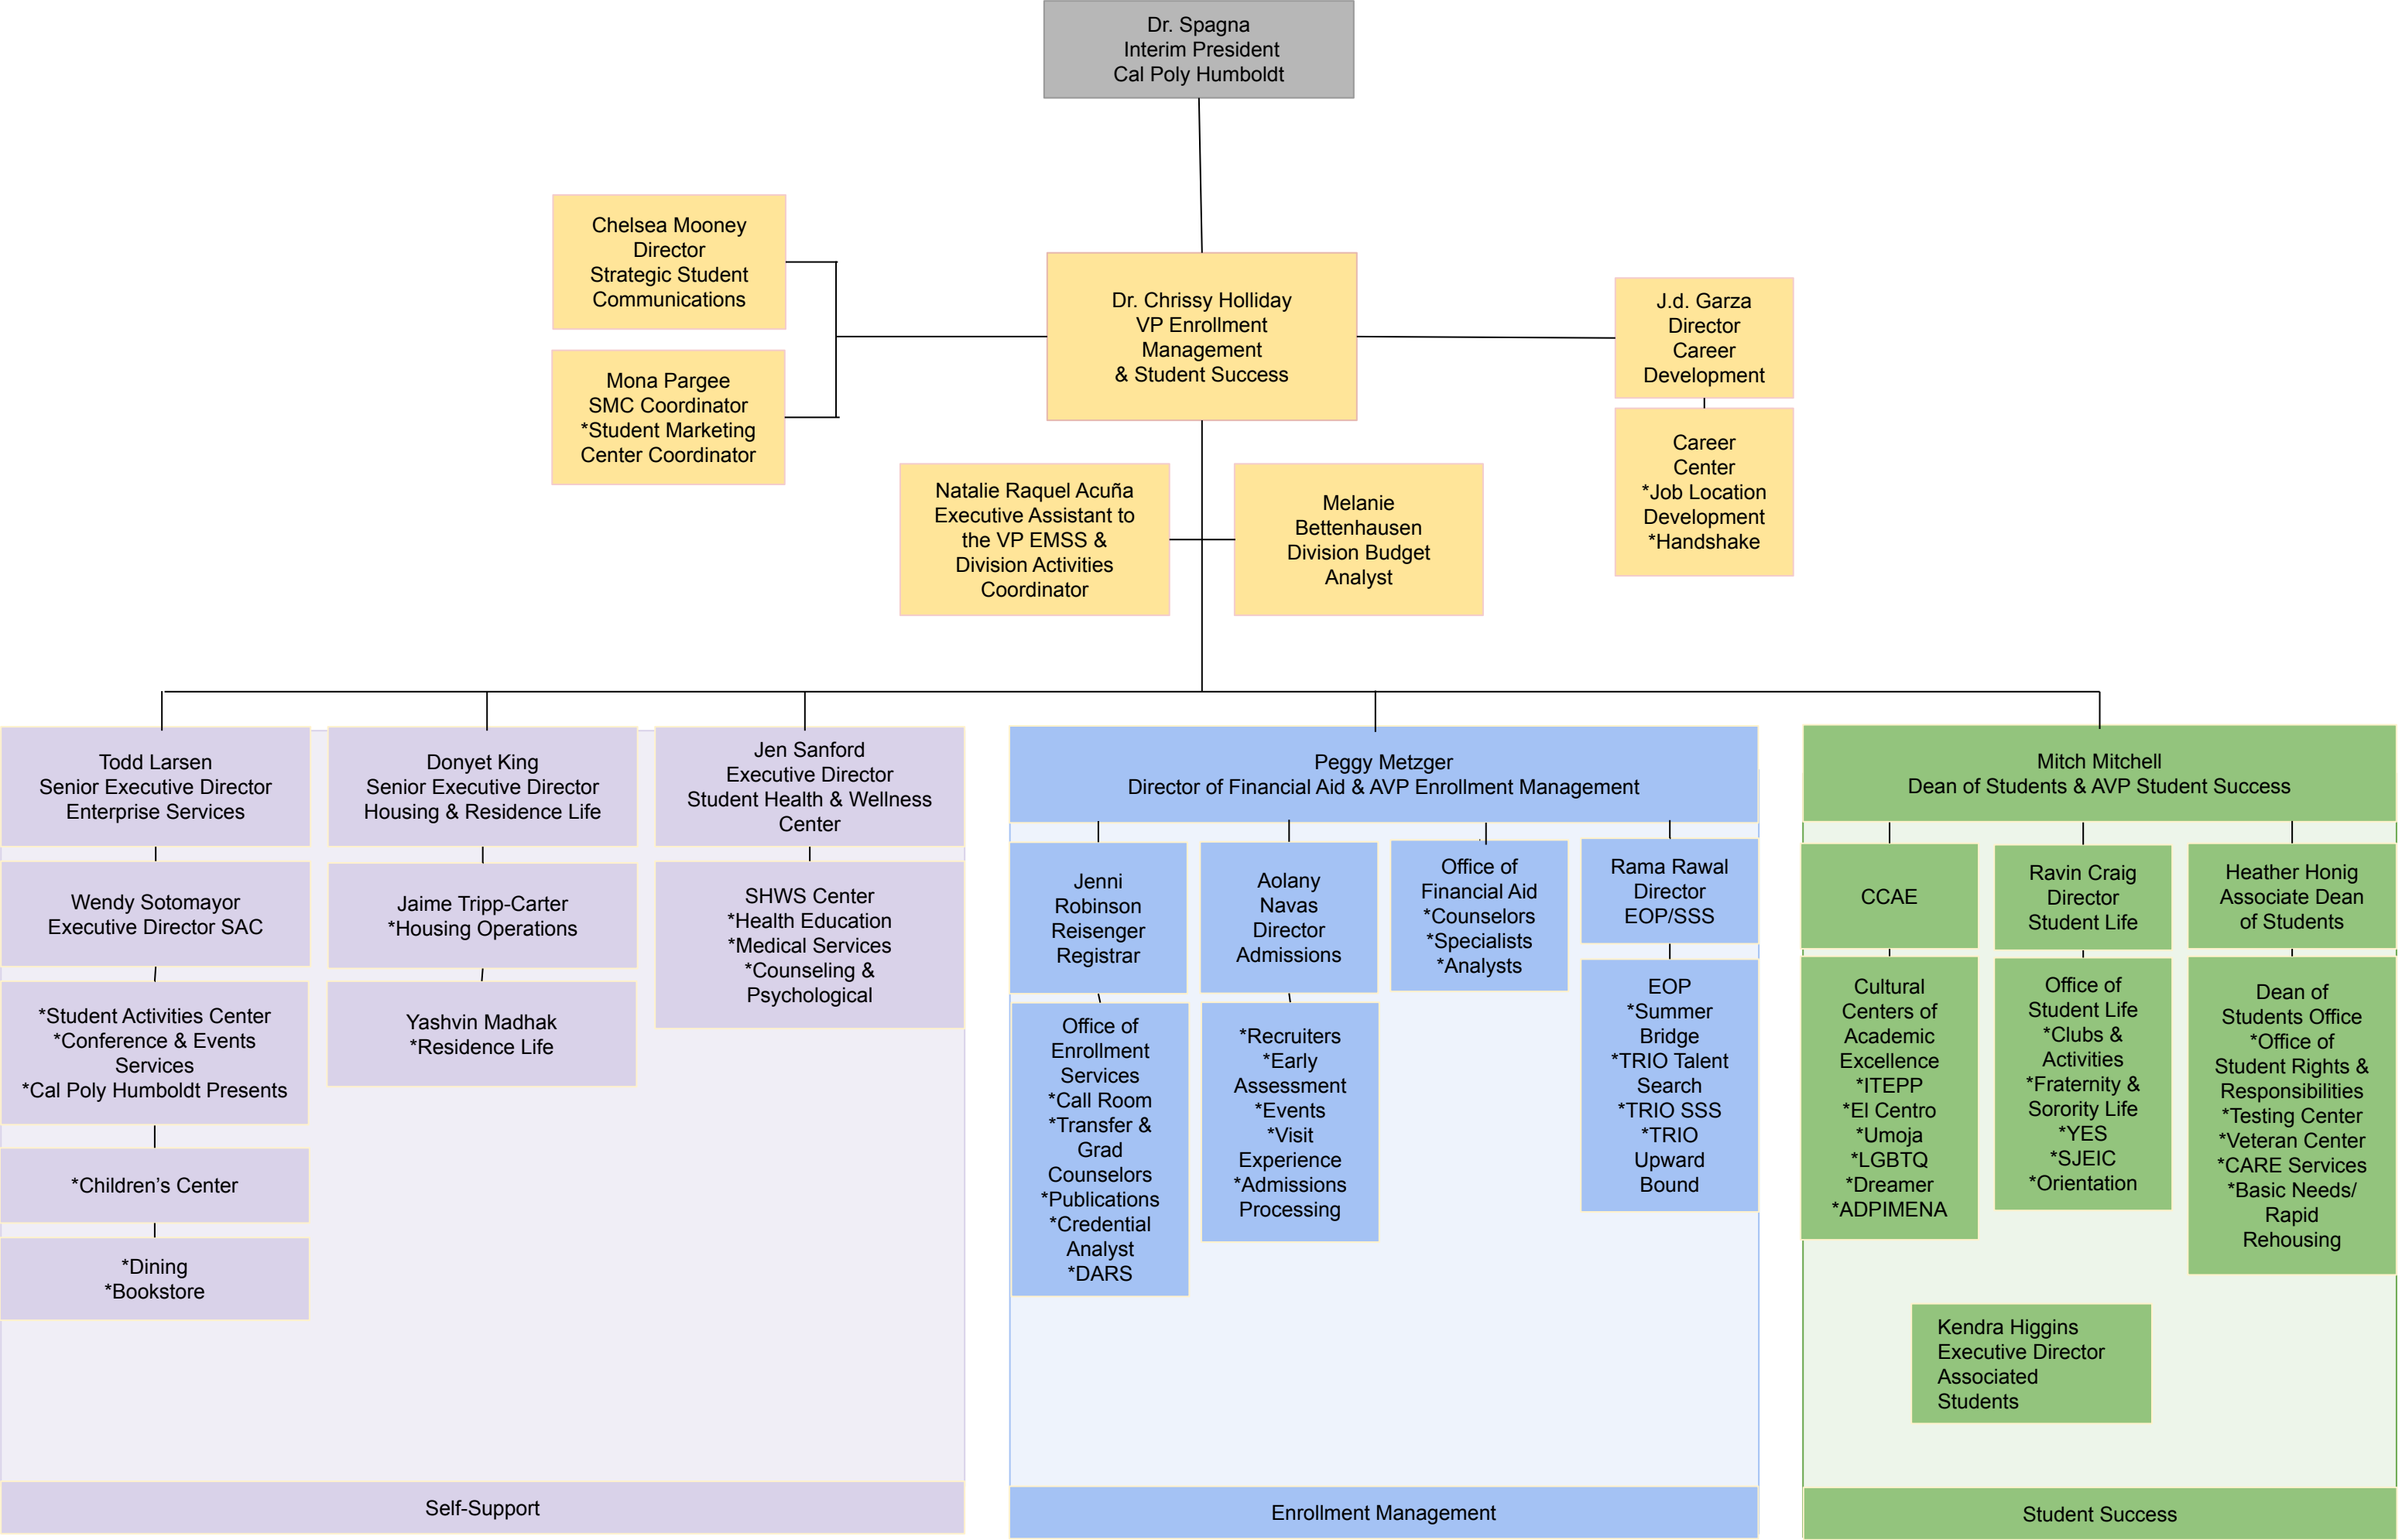 Dr. Spagna
Interim President
Cal Poly Humboldt
Chelsea Mooney
Director
Strategic Student
Communications
Mona Pargee
SMC Coordinator
*Student Marketing
Center Coordinator
Dr. Chrissy Holliday
VP Enrollment
Management
& Student Success
J.d. Garza
Director
Career
Development
Career
Center
*Job Location
Development
*Handshake
Natalie Raquel Acuña
Executive Assistant to
the VP EMSS &
Division Activities
Coordinator
Melanie
Bettenhausen
Division Budget
Analyst
Todd Larsen
Senior Executive Director
Enterprise Services
Wendy Sotomayor
Executive Director SAC
*Student Activities Center
*Conference & Events
Services
*Cal Poly Humboldt Presents
*Children’s Center
*Dining
*Bookstore
Donyet King
Senior Executive Director
Housing & Residence Life
Jaime Tripp-Carter
*Housing Operations
Yashvin Madhak
*Residence Life
Jen Sanford
Executive Director
Student Health & Wellness
Center
SHWS Center
*Health Education
*Medical Services
*Counseling &
Psychological
Self-Support
Peggy Metzger
Director of Financial Aid & AVP Enrollment Management
Jenni
Robinson
Reisenger
Registrar
Office of
Enrollment
Services
*Call Room
*Transfer &
Grad
Counselors
*Publications
*Credential
Analyst
*DARS
Aolany
Navas
Director
Admissions
*Recruiters
*Early
Assessment
*Events
*Visit
Experience
*Admissions
Processing
Office of
Financial Aid
*Counselors
*Specialists
*Analysts
Rama Rawal
Director
EOP/SSS
EOP
*Summer
Bridge
*TRIO Talent
Search
*TRIO SSS
*TRIO
Upward
Bound
Enrollment Management
Mitch Mitchell
Dean of Students & AVP Student Success
CCAE
Cultural
Centers of
Academic
Excellence
*ITEPP
*El Centro
*Umoja
*LGBTQ
*Dreamer
*ADPIMENA
Ravin Craig
Director
Student Life
Office of
Student Life
*Clubs &
Activities
*Fraternity &
Sorority Life
*YES
*SJEIC
*Orientation
Heather Honig
Associate Dean
of Students
Dean of
Students Office
*Office of
Student Rights &
Responsibilities
*Testing Center
*Veteran Center
*CARE Services
*Basic Needs/
Rapid
Rehousing
Kendra Higgins
Executive Director
Associated
Students
Student Success